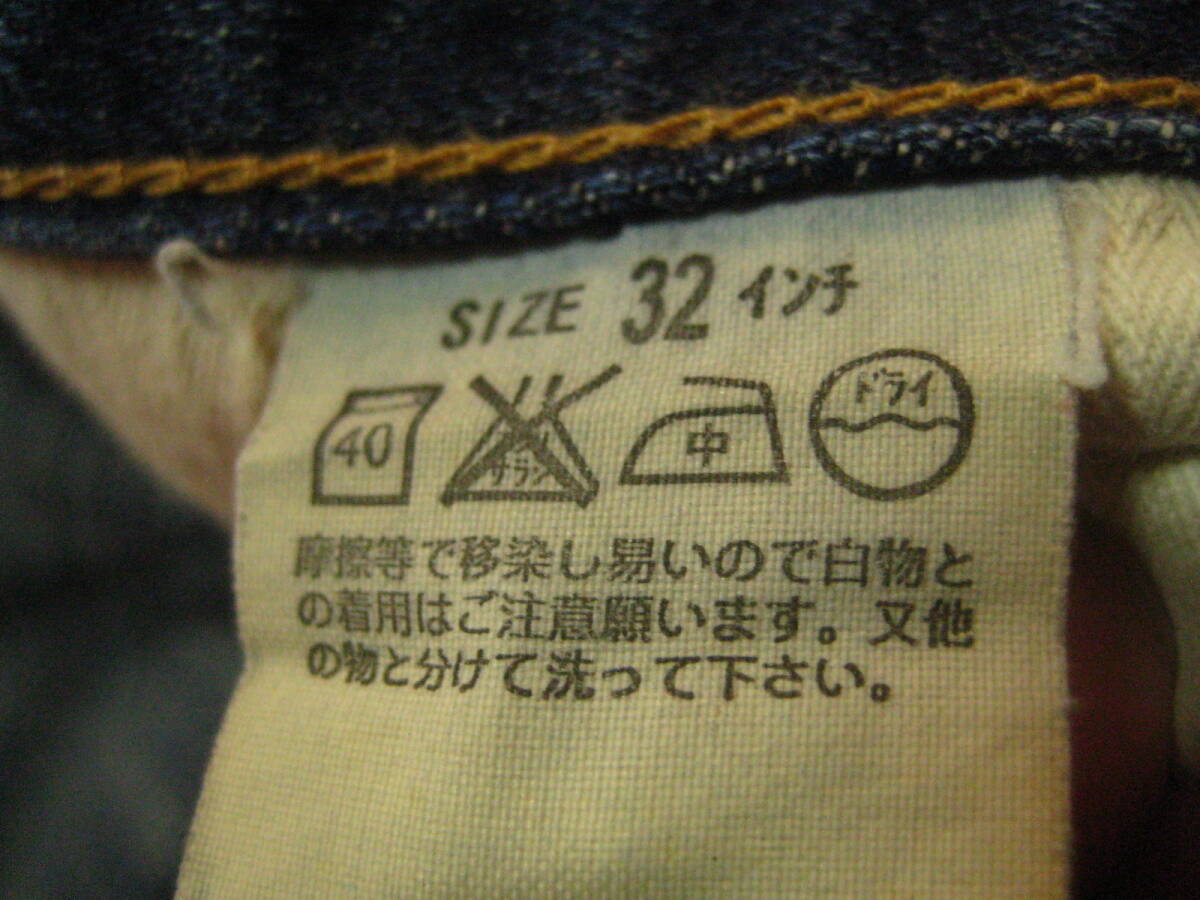 SIZE 32 インチ
40 サラシ 中 ドライ
摩擦等で移染し易いので白物と
の着用はご注意願います。又他
の物と分けて洗って下さい。